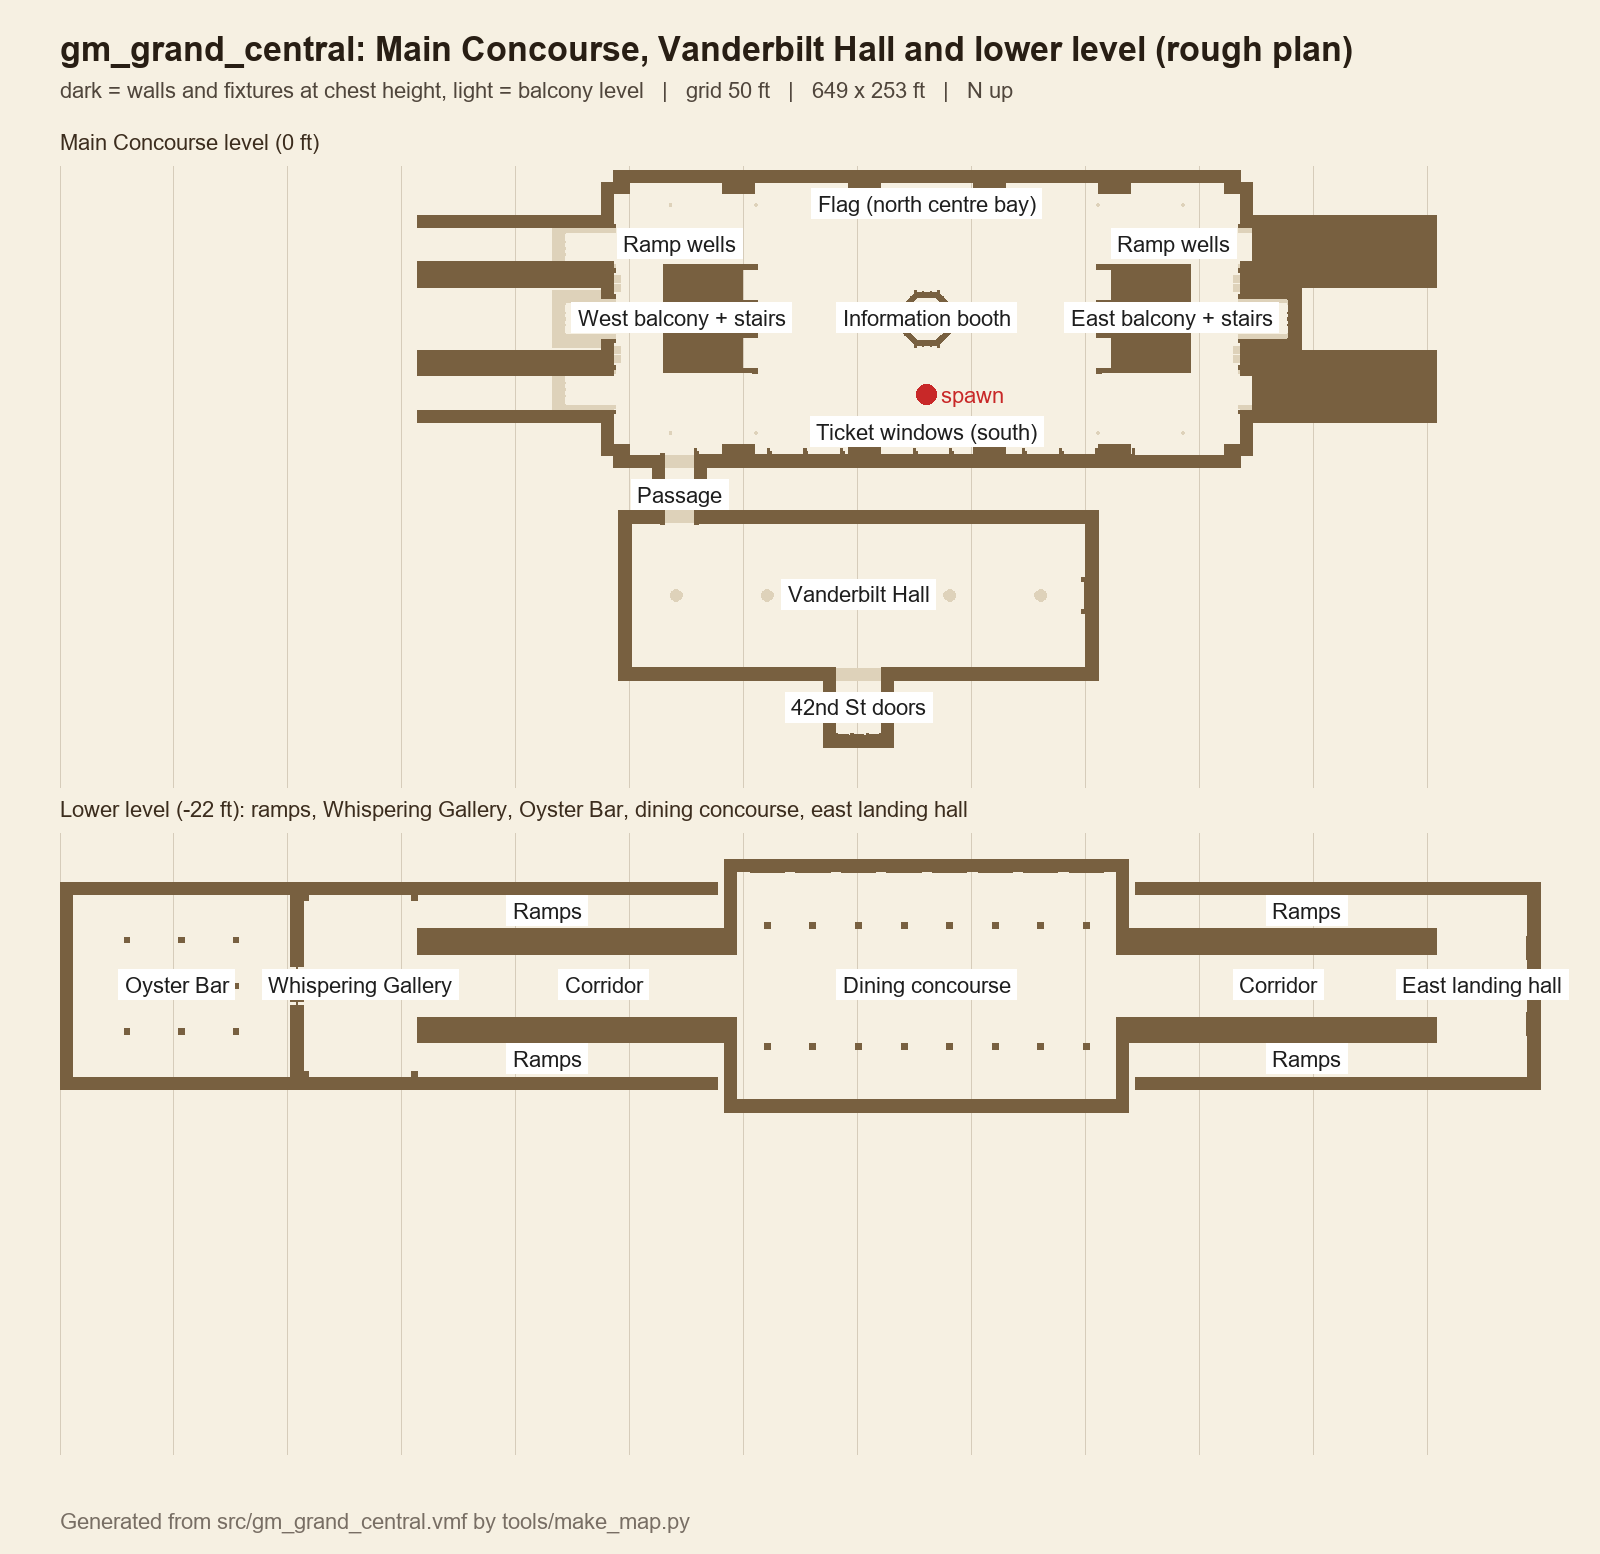 gm_grand_central: Main Concourse, Vanderbilt Hall and lower level (rough plan)
dark = walls and fixtures at chest height, light = balcony level | grid 50 ft | 649 x 253 ft | N up
Main Concourse level (0 ft)
Flag (north centre bay)
Ramp wells
Ramp wells
West balcony + stairs
Information booth
East balcony + stairs
spawn
Ticket windows (south)
Passage
Vanderbilt Hall
42nd St doors
Lower level (-22 ft): ramps, Whispering Gallery, Oyster Bar, dining concourse, east landing hall
Ramps
Ramps
Oyster Bar
Whispering Gallery
Corridor
Dining concourse
Corridor
East landing hall
Ramps
Ramps
Generated from src/gm_grand_central.vmf by tools/make_map.py